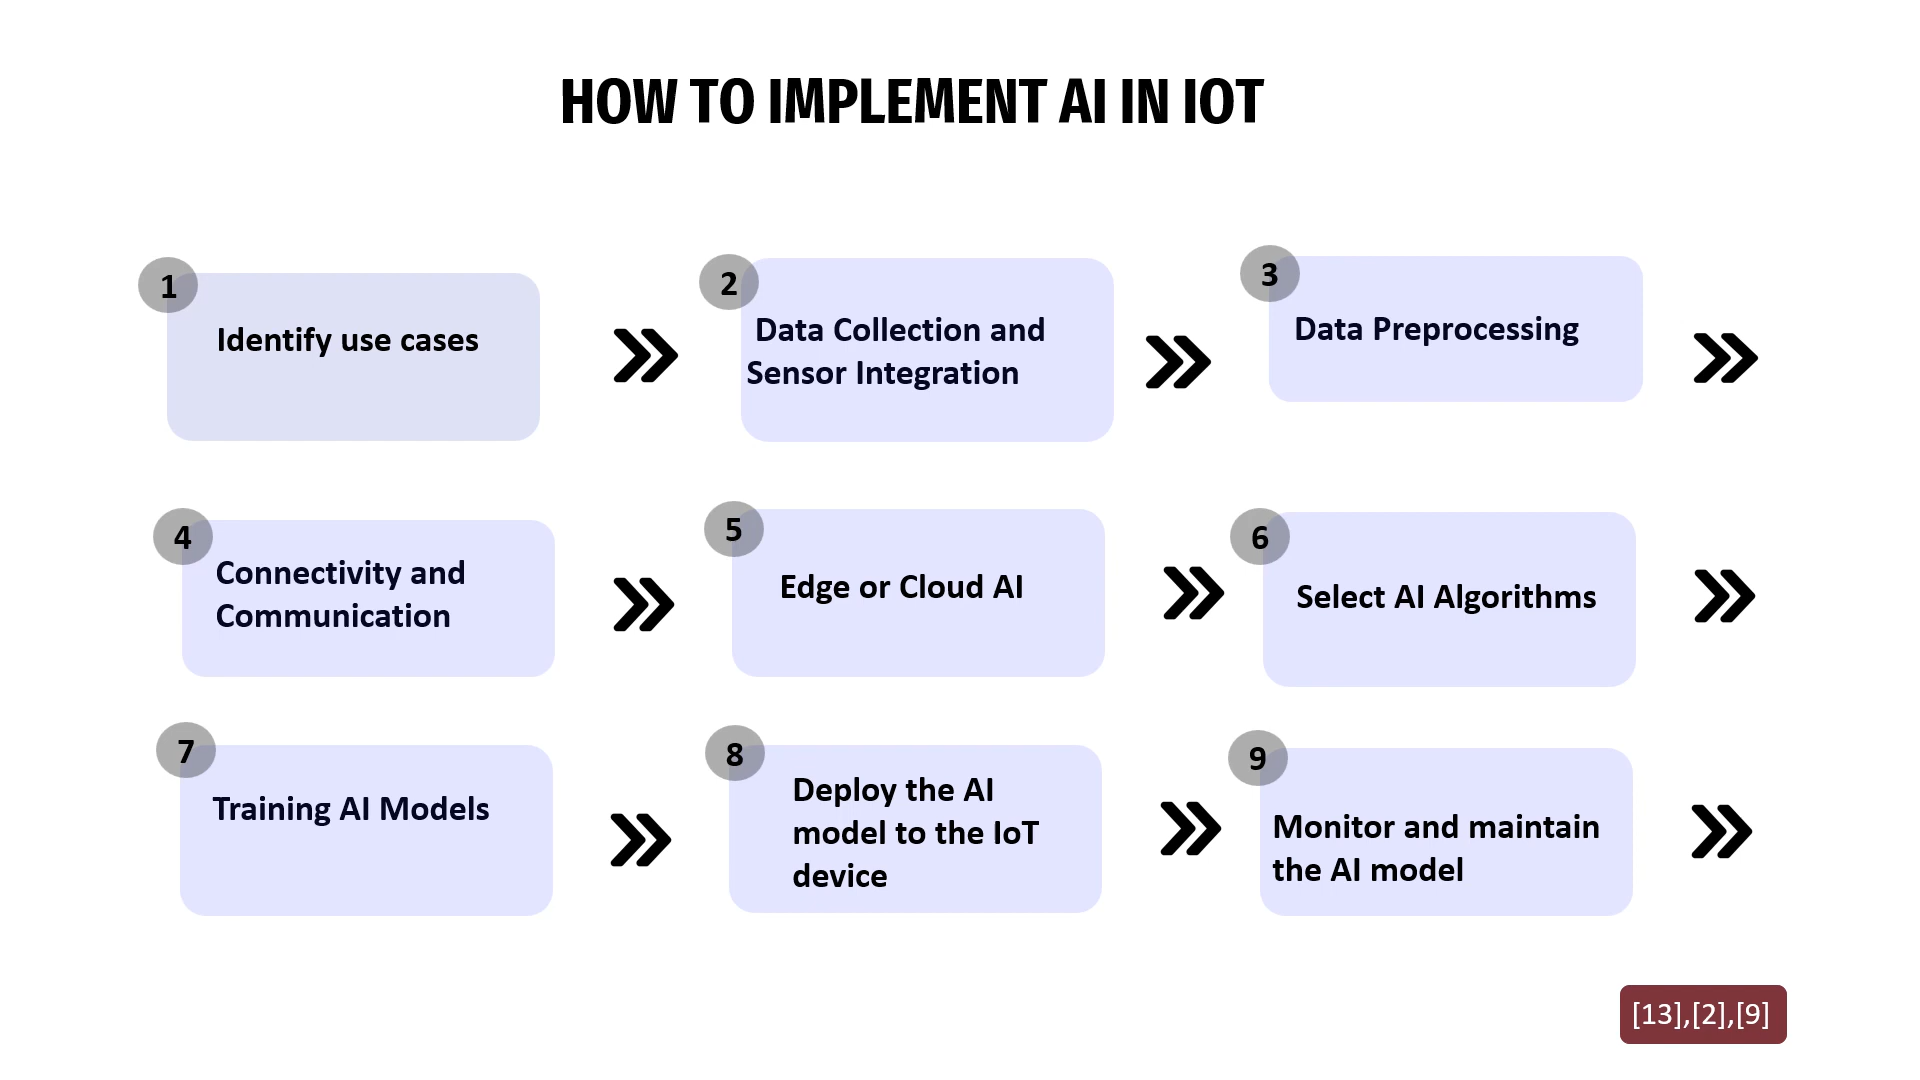 HOW TO IMPLEMENT AI IN IOT
1
Identify use cases
2
Data Collection and
Sensor Integration
3
Data Preprocessing
4
Connectivity and
Communication
5
Edge or Cloud AI
6
Select AI Algorithms
7
Training AI Models
8
Deploy the AI
model to the IoT
device
9
Monitor and maintain
the AI model
[13],[2],[9]